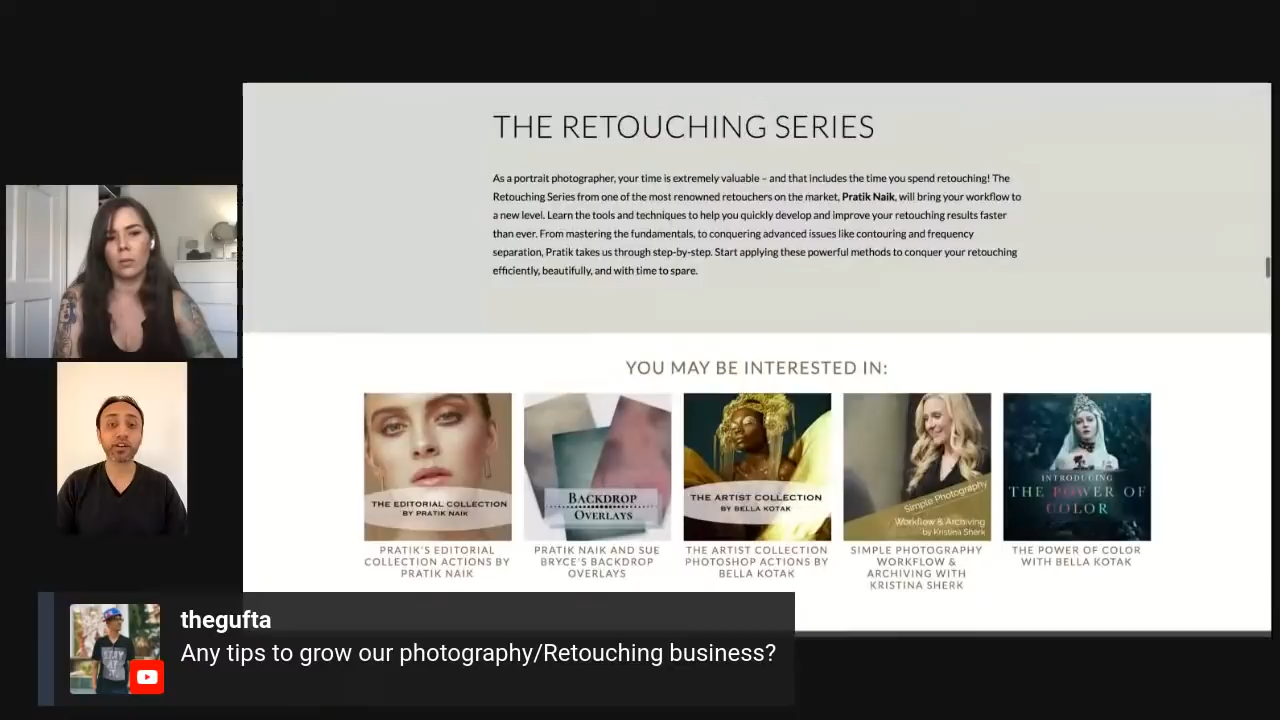 THE RETOUCHING SERIES
As a portrait photographer, your time is extremely valuable – and that includes the time you spend retouching! The
Retouching Series from one of the most renowned retouchers on the market, Pratik Naik, will bring your workflow to
a new level. Learn the tools and techniques to help you quickly develop and improve your retouching results faster
than ever. From mastering the fundamentals, to conquering advanced issues like contouring and frequency
separation, Pratik takes us through step-by-step. Start applying these powerful methods to conquer your retouching
efficiently, beautifully, and with time to spare.
YOU MAY BE INTERESTED IN:
THE EDITORIAL COLLECTION
BY PRATIK NAIK
PRATIK'S EDITORIAL
COLLECTION ACTIONS BY
PRATIK NAIK
BACKDROP
OVERLAYS
PRATIK NAIK AND SUE
BRYCE'S BACKDROP
OVERLAYS
THE ARTIST COLLECTION
BY BELLA KOTAK
THE ARTIST COLLECTION
PHOTOSHOP ACTIONS BY
BELLA KOTAK
Simple Photography
Workflow & Archiving
by Kristina Sherk
SIMPLE PHOTOGRAPHY
WORKFLOW &
ARCHIVING WITH
KRISTINA SHERK
INTRODUCING
THE POWER OF
COLOR
THE POWER OF COLOR
WITH BELLA KOTAK
thegufta
Any tips to grow our photography/Retouching business?